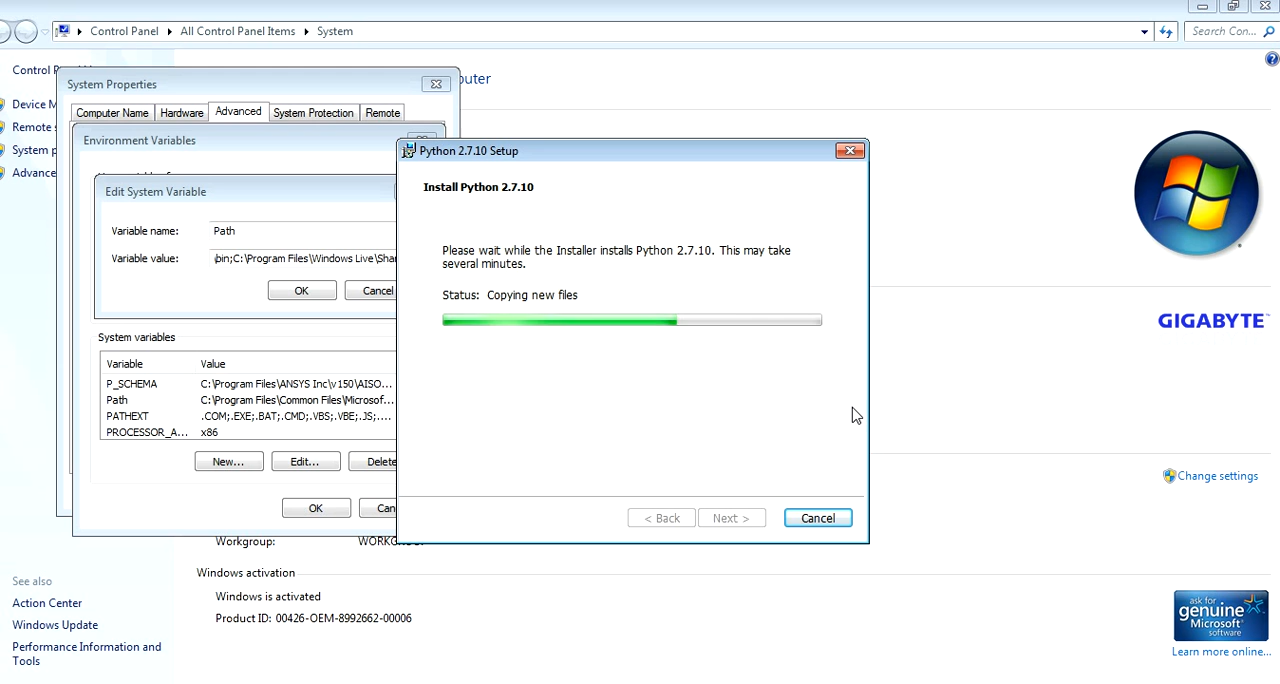 Control Panel
All Control Panel Items
System
Search Con...
Control P
Device M
Remote s
System p
Advance
puter
System Properties
Computer Name
Hardware
Advanced
System Protection
Remote
Environment Variables
Edit System Variable
Variable name:
Path
Variable value:
bin;C:\Program Files\Windows Live\Shar
OK
Cancel
System variables
Variable
Value
P_SCHEMA
C:\Program Files\ANSYS Inc\v150\AISO...
Path
C:\Program Files\Common Files\Microsof...
PATHEXT
.COM;.EXE;.BAT;.CMD;.VBS;.VBE;.JS;....
PROCESSOR_A...
x86
New...
Edit...
Delete
OK
Can
Python 2.7.10 Setup
Install Python 2.7.10
Please wait while the Installer installs Python 2.7.10. This may take
several minutes.
Status: Copying new files
< Back
Next >
Cancel
GIGABYTE™
Change settings
Workgroup:
Windows activation
Windows is activated
Product ID: 00426-OEM-8992662-00006
See also
Action Center
Windows Update
Performance Information and
Tools
ask for
genuine
Microsoft
software
Learn more online...